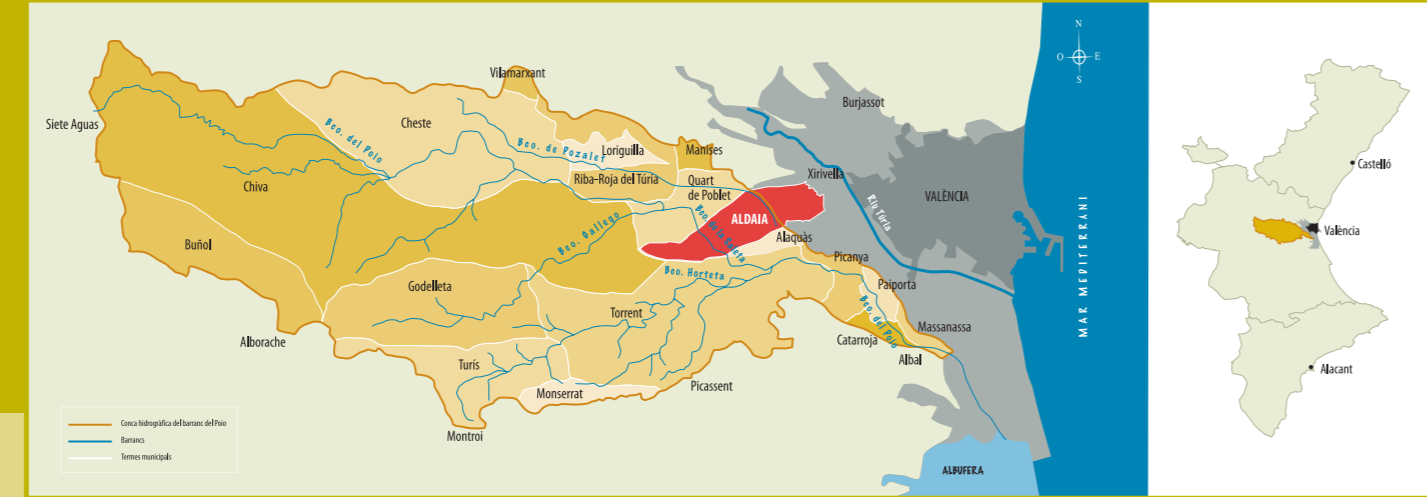 N
O E
S
Vilamarxant
Burjassot
Siete Aguas
Cheste
Bco. del Poio
Bco. de Pozalet
Loriguilla
Manises
Castelló
Chiva
Riba-Roja del Túria
Quart
de Poblet
Xirivella
Riu Túria
VALÈNCIA
MAR MEDITERRANI
ALDAIA
València
Buñol
Bco. Gallego
Bco. de la Saleta
Alaquàs
Picanya
Bco. Horteta
Godelleta
Paiporta
Torrent
Bco. del Poio
Massanassa
Alborache
Catarroja
Albal
Turís
Alacant
Picassent
Monserrat
Montroi
Conca hidrogràfica del barranc del Poio
Barrancs
Termes municipals
ALBUFERA